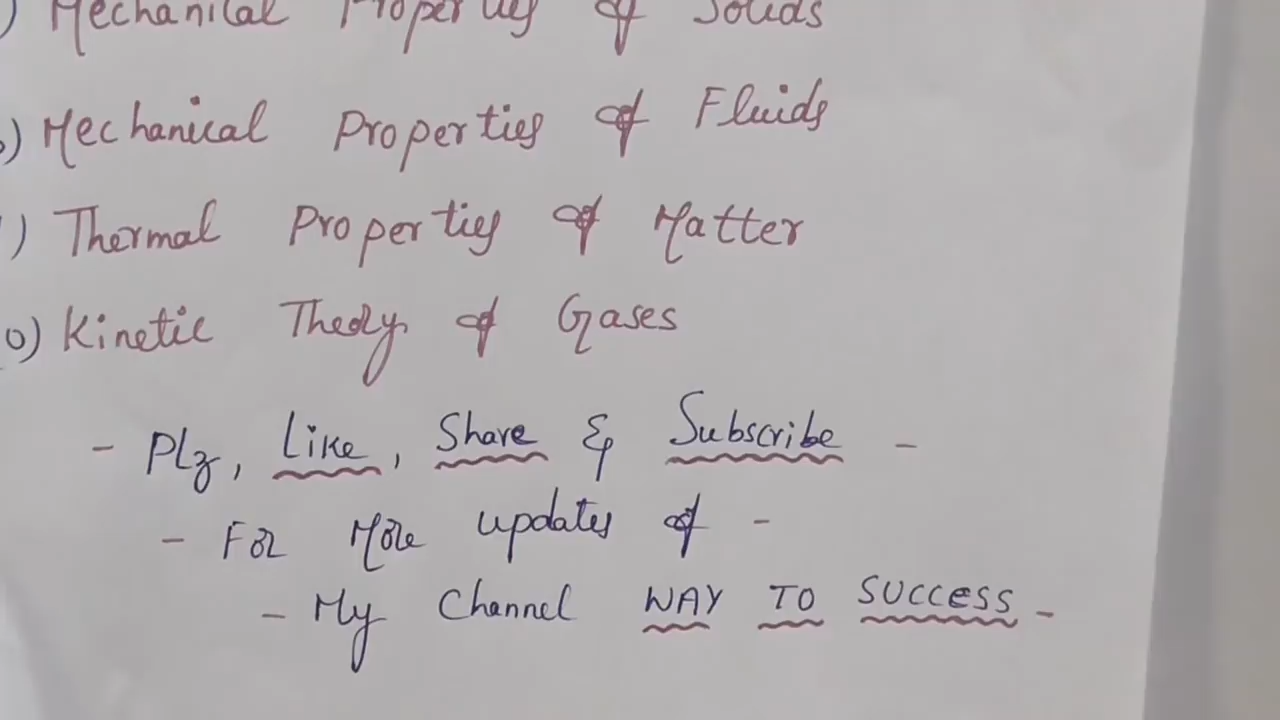 ) Mechanical Properties of Solids
) Mechanical Properties of Fluids
) Thermal Properties of Matter
0) Kinetic Theory of Gases
- Plz, Like, Share & Subscribe -
- For More updates of -
- My Channel WAY TO SUCCESS -